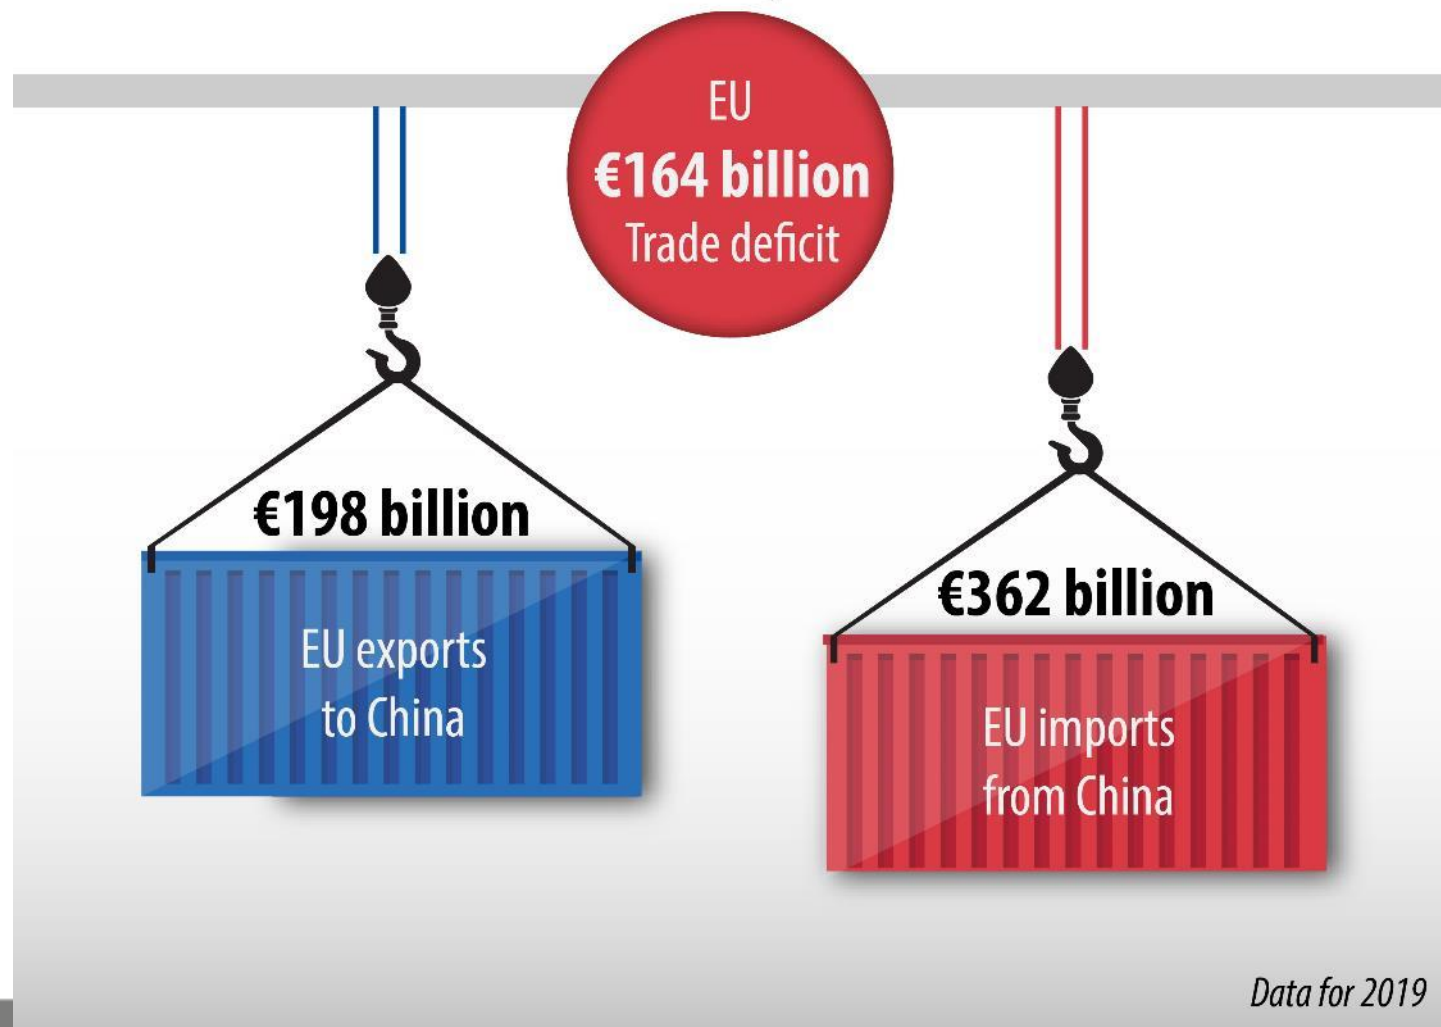 EU
€164 billion
Trade deficit
€198 billion
EU exports
to China
€362 billion
EU imports
from China
Data for 2019